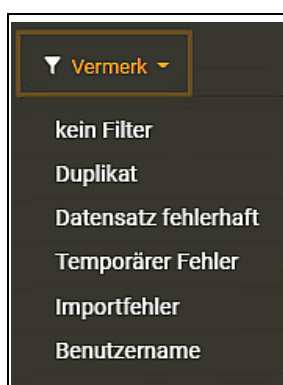 Vermerk
kein Filter
Duplikat
Datensatz fehlerhaft
Temporärer Fehler
Importfehler
Benutzername